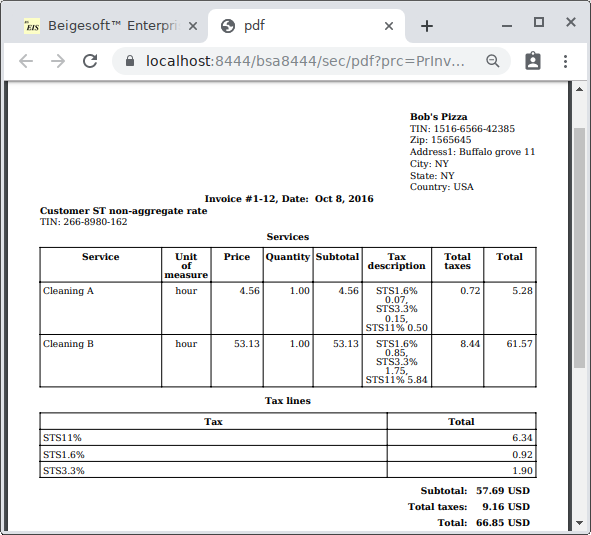 EIS Beigesoft™ Enterpri
pdf
localhost:8444/bsa8444/sec/pdf?prc=PrInv...
Bob's Pizza
TIN: 1516-6566-42385
Zip: 1565645
Address1: Buffalo grove 11
City: NY
State: NY
Country: USA
Invoice #1-12, Date: Oct 8, 2016
Customer ST non-aggregate rate
TIN: 266-8980-162
Services
Service Unit of measure Price Quantity Subtotal Tax description Total taxes Total
Cleaning A hour 4.56 1.00 4.56 STS1.6% 0.07, STS3.3% 0.15, STS11% 0.50 0.72 5.28
Cleaning B hour 53.13 1.00 53.13 STS1.6% 0.85, STS3.3% 1.75, STS11% 5.84 8.44 61.57
Tax lines
Tax Total
STS11% 6.34
STS1.6% 0.92
STS3.3% 1.90
Subtotal: 57.69 USD
Total taxes: 9.16 USD
Total: 66.85 USD